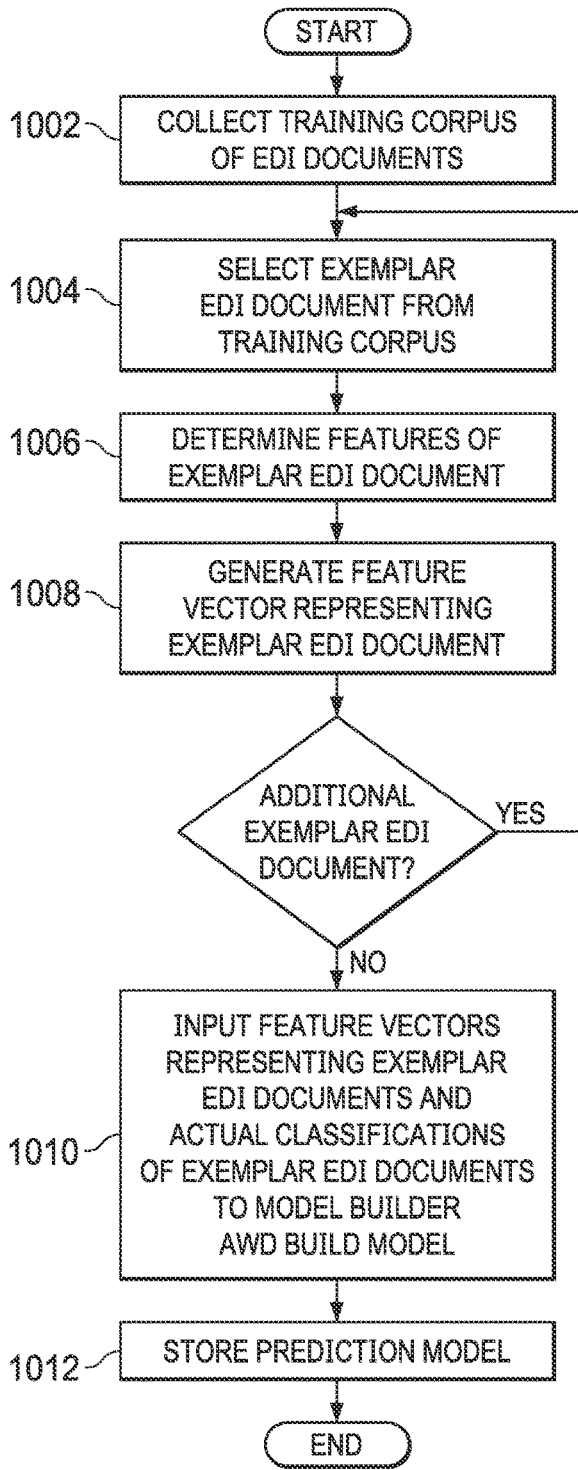 START
1002
COLLECT TRAINING CORPUS
OF EDI DOCUMENTS
1004
SELECT EXEMPLAR
EDI DOCUMENT FROM
TRAINING CORPUS
1006
DETERMINE FEATURES OF
EXEMPLAR EDI DOCUMENT
1008
GENERATE FEATURE
VECTOR REPRESENTING
EXEMPLAR EDI DOCUMENT
ADDITIONAL
EXEMPLAR EDI
DOCUMENT?
YES
NO
1010
INPUT FEATURE VECTORS
REPRESENTING EXEMPLAR
EDI DOCUMENTS AND
ACTUAL CLASSIFICATIONS
OF EXEMPLAR EDI DOCUMENTS
TO MODEL BUILDER
AWD BUILD MODEL
1012
STORE PREDICTION MODEL
END